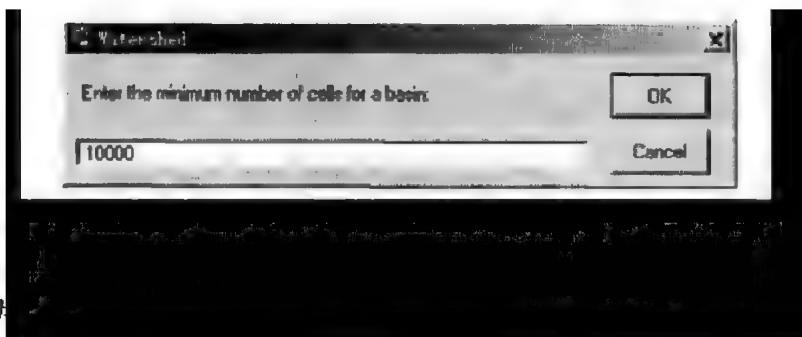 Watershed
Enter the minimum number of cells for a basin:
OK
10000
Cancel